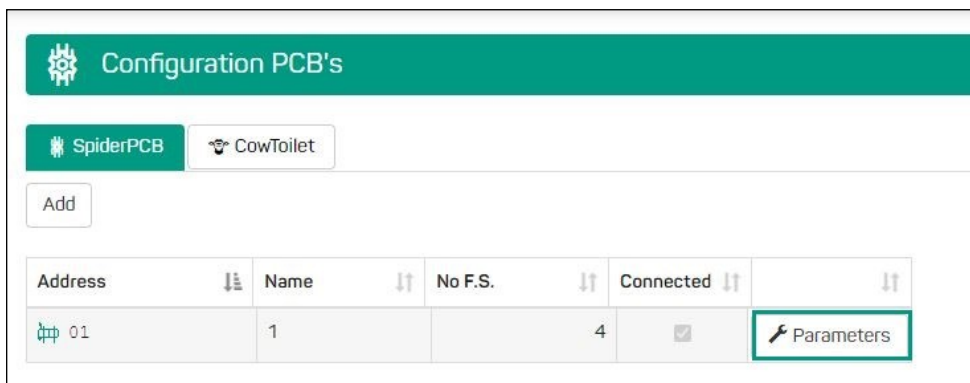 Configuration PCB's
SpiderPCB CowToilet
Add
Address Name No F.S. Connected
01 1 4 Parameters